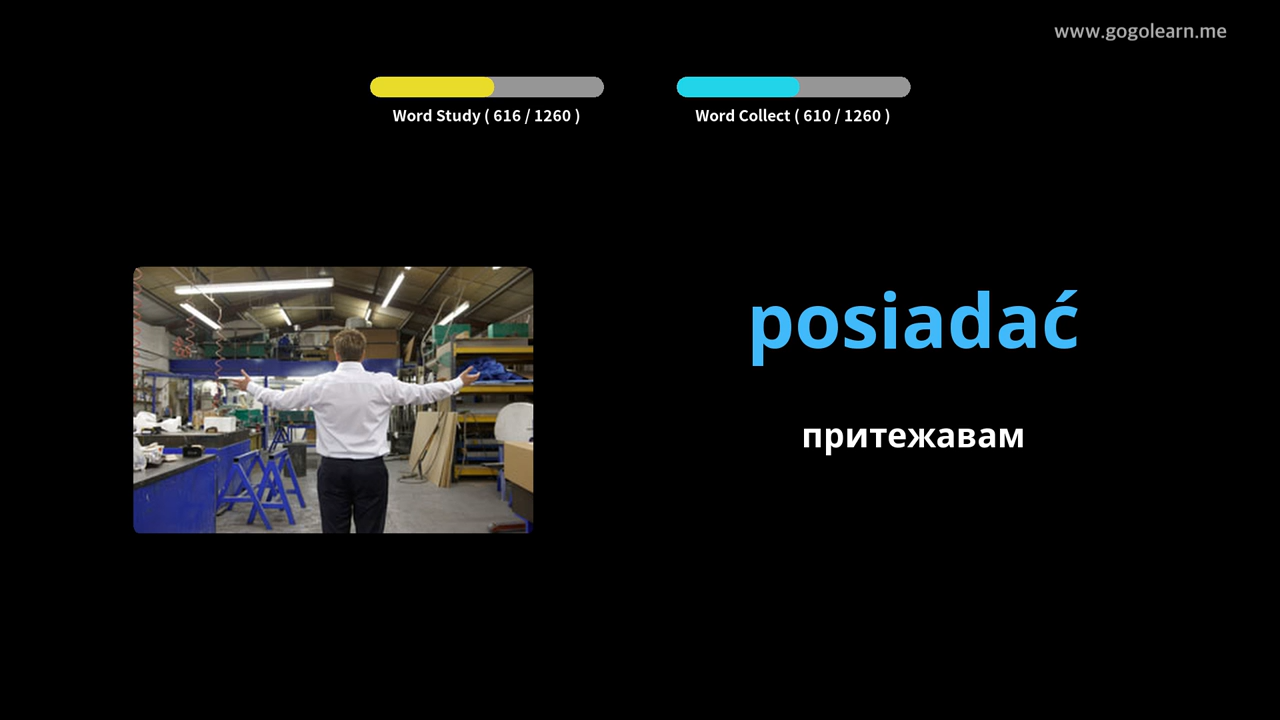 www.gogolearn.me
Word Study ( 616 / 1260 )
Word Collect ( 610 / 1260 )
posiadać
притежавам